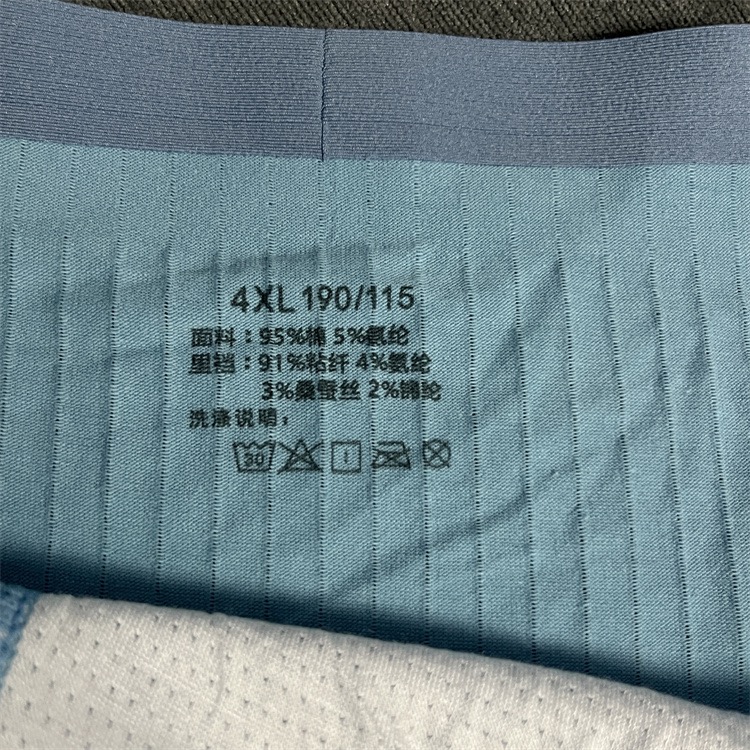 4XL 190/115
面料：95%棉 5%氨纶
里裆：91%粘纤 4%氨纶
3%桑蚕丝 2%锦纶
洗涤说明：
30